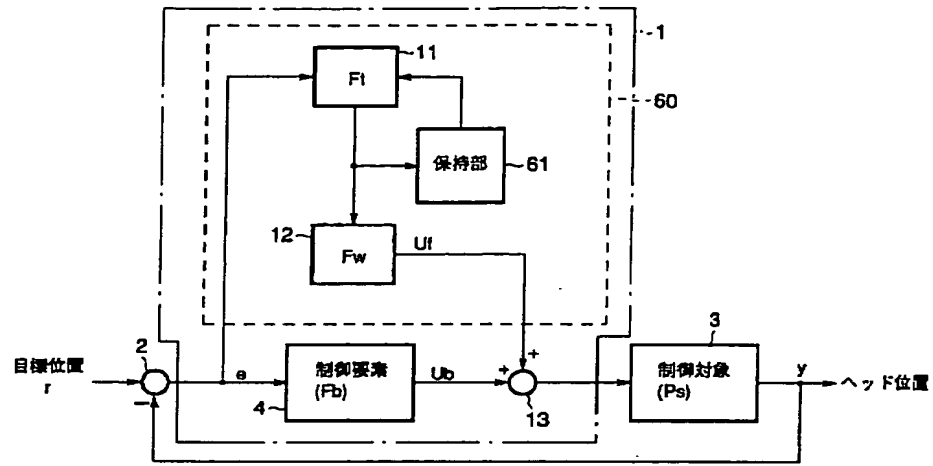 1
11
Ft
60
保持部
61
12
Fw
Uf
目標位置
r
2
−
e
制御要素
(Fb)
4
Ub
+
+
13
3
制御対象
(Ps)
y
ヘッド位置